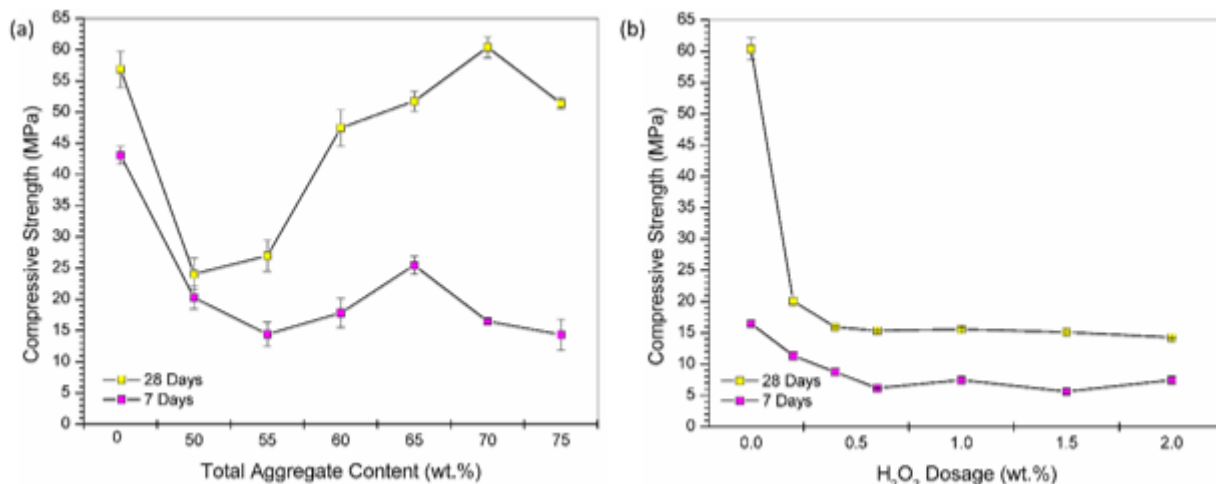 (a)
65
60
55
50
45
40
35
30
25
20
15
10
5
0
Compressive Strength (MPa)
28 Days
7 Days
0 50 55 60 65 70 75
Total Aggregate Content (wt.%)
(b)
65
60
55
50
45
40
35
30
25
20
15
10
5
0
Compressive Strength (MPa)
28 Days
7 Days
0.0 0.5 1.0 1.5 2.0
H₂O₂ Dosage (wt.%)